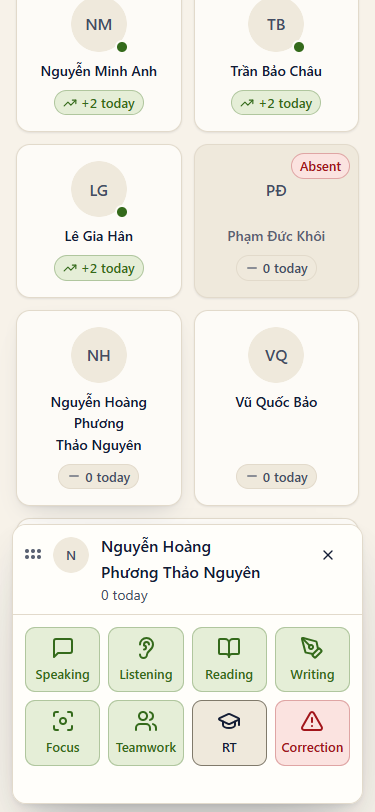 NM
TB
Nguyễn Minh Anh
Trần Bảo Châu
+2 today
+2 today
Absent
LG
PĐ
Lê Gia Hân
Phạm Đức Khôi
+2 today
0 today
NH
VQ
Nguyễn Hoàng
Phương
Thảo Nguyên
Vũ Quốc Bảo
0 today
0 today
N
Nguyễn Hoàng
Phương Thảo Nguyên
0 today
Speaking
Listening
Reading
Writing
Focus
Teamwork
RT
Correction